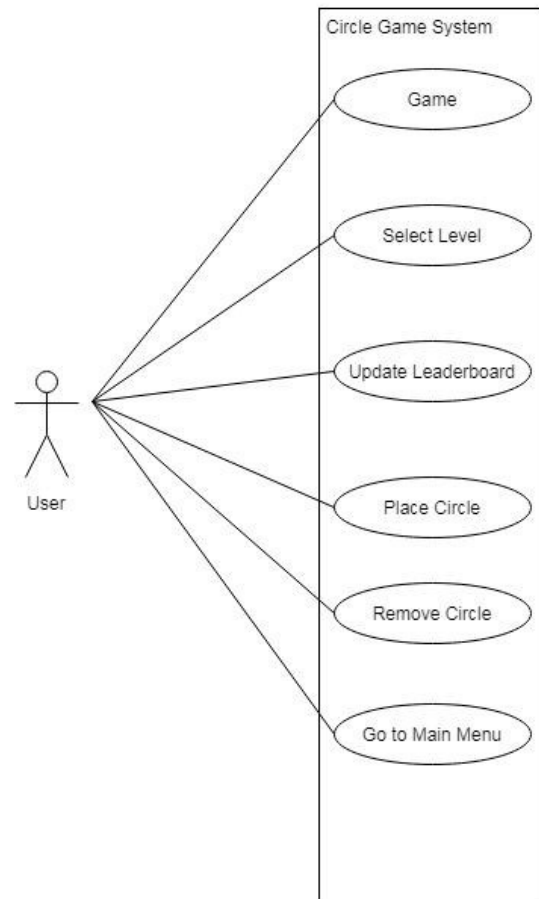 Circle Game System
Game
Select Level
Update Leaderboard
User
Place Circle
Remove Circle
Go to Main Menu